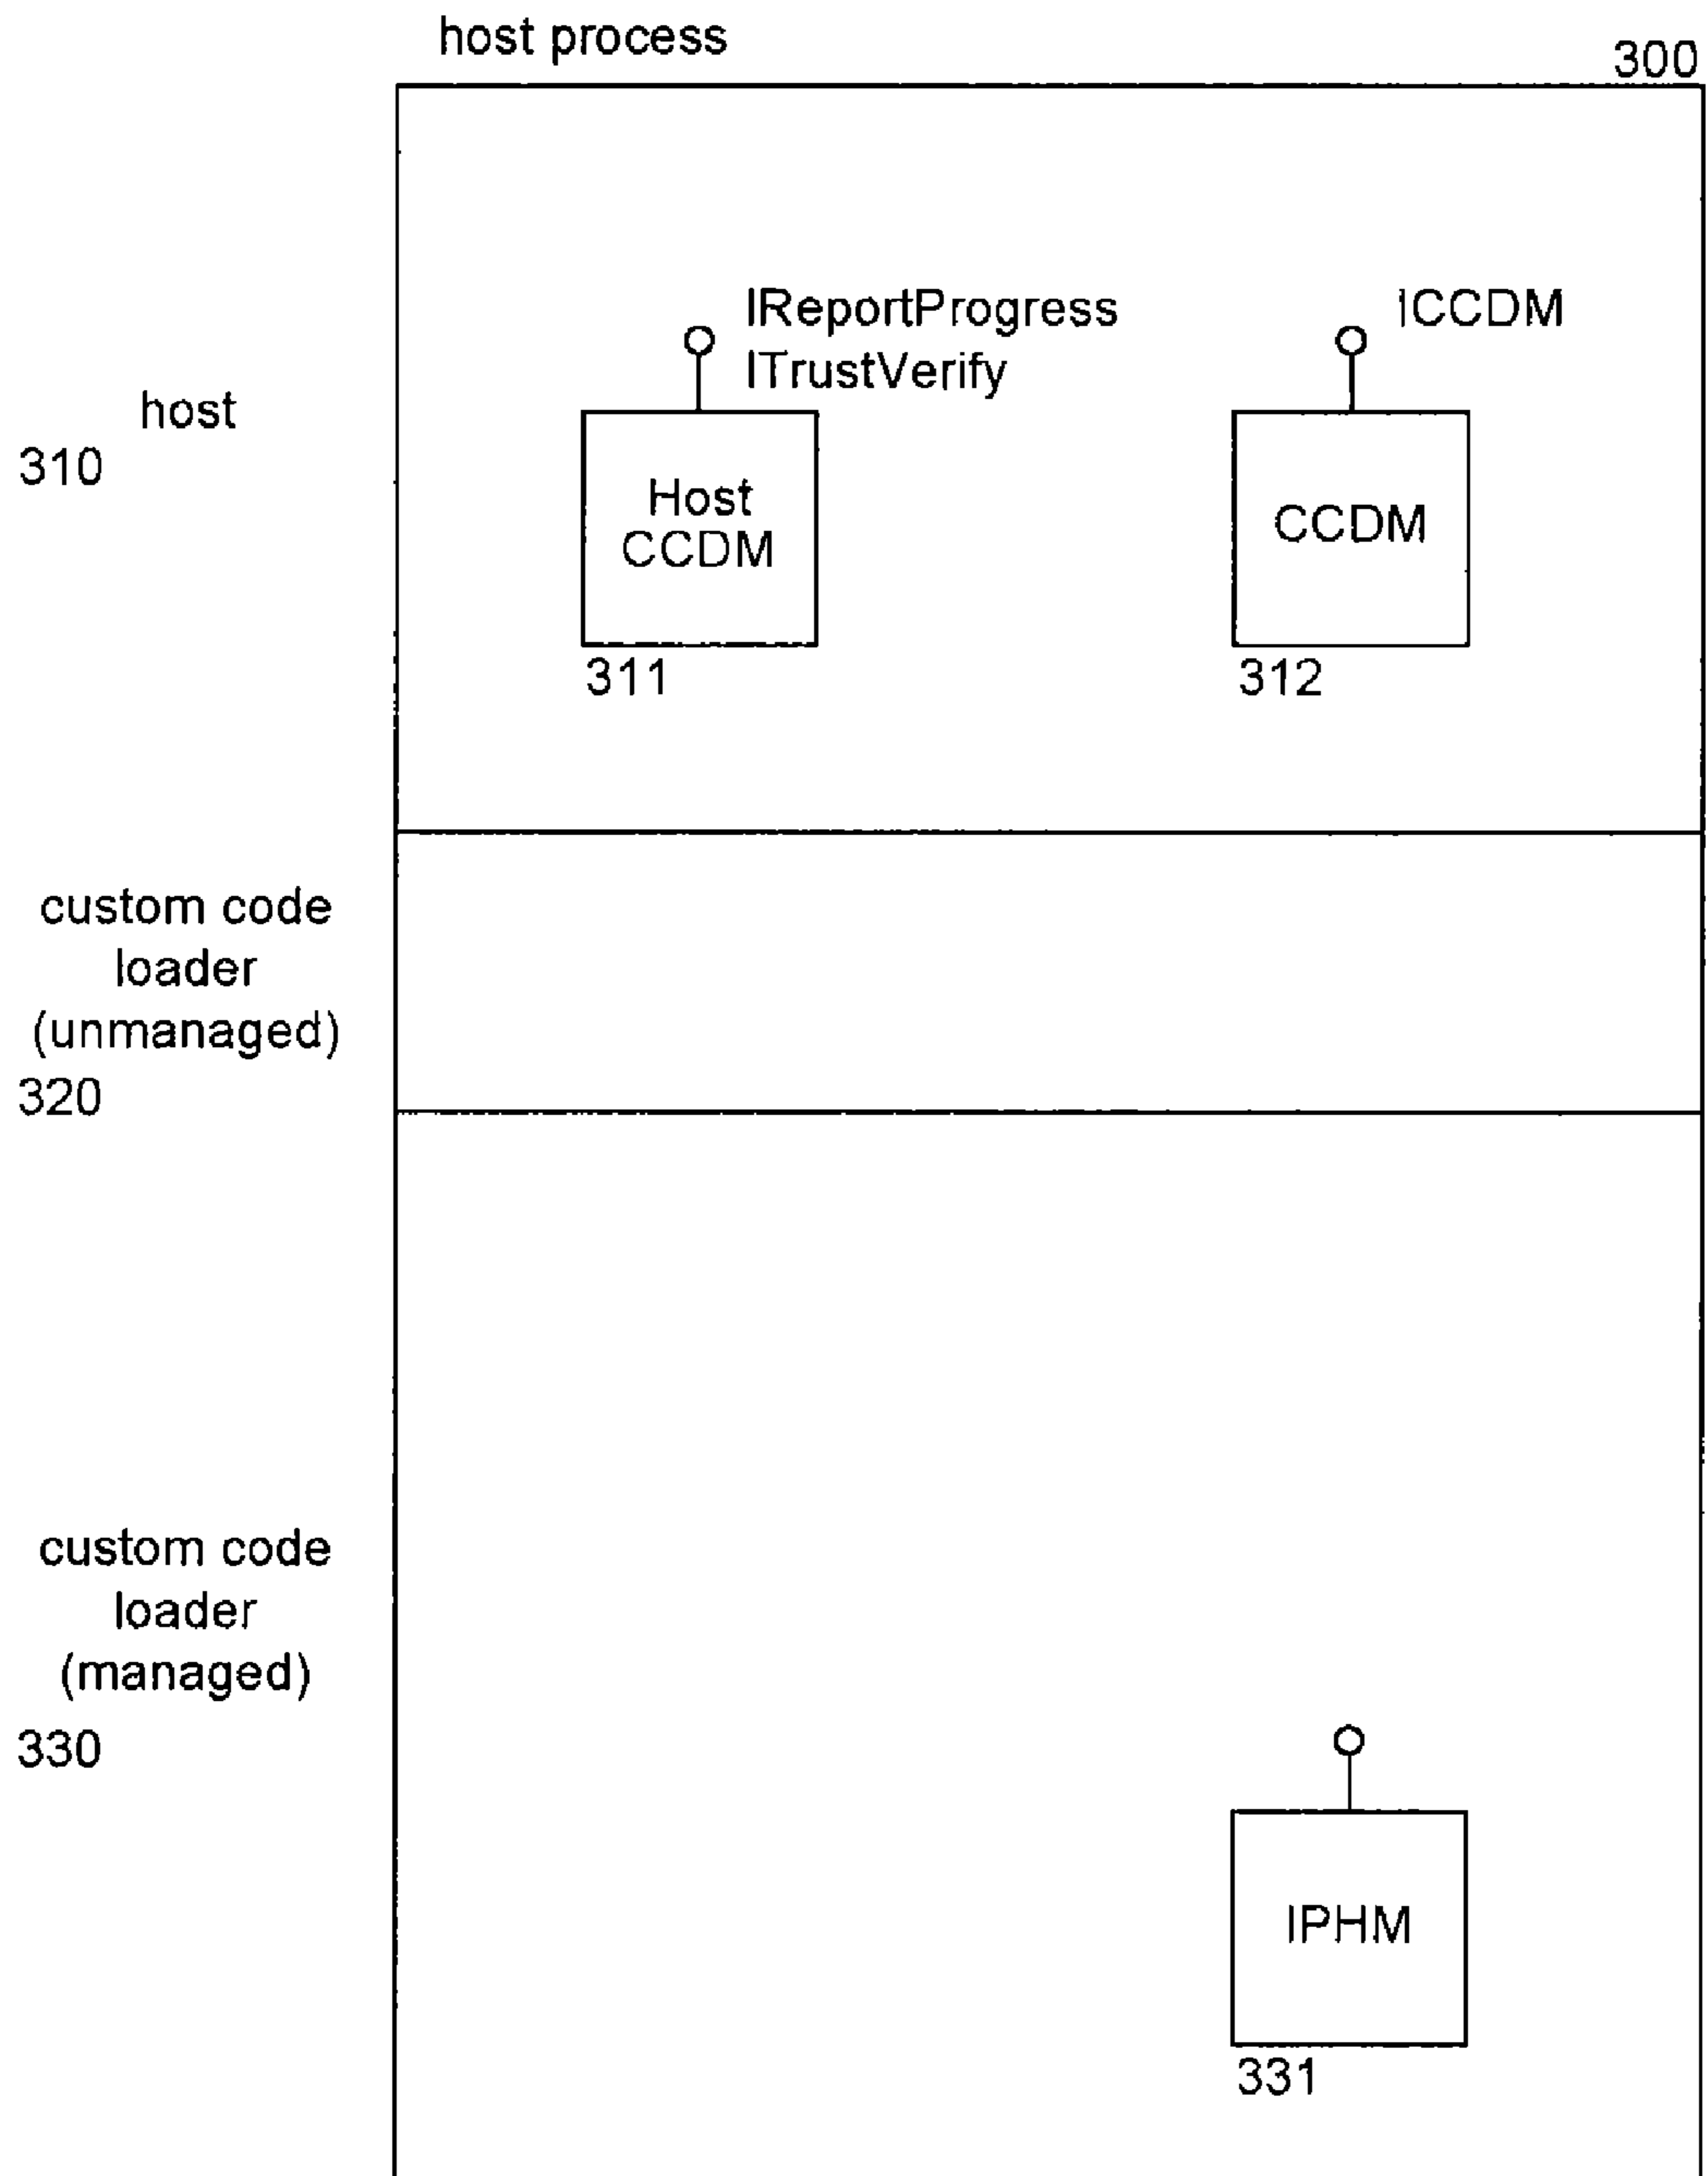 host process
300
IReportProgress
ITrustVerify
ICCDM
host
310
Host
CCDM
CCDM
311
312
custom code
loader
(unmanaged)
320
custom code
loader
(managed)
330
IPHM
331